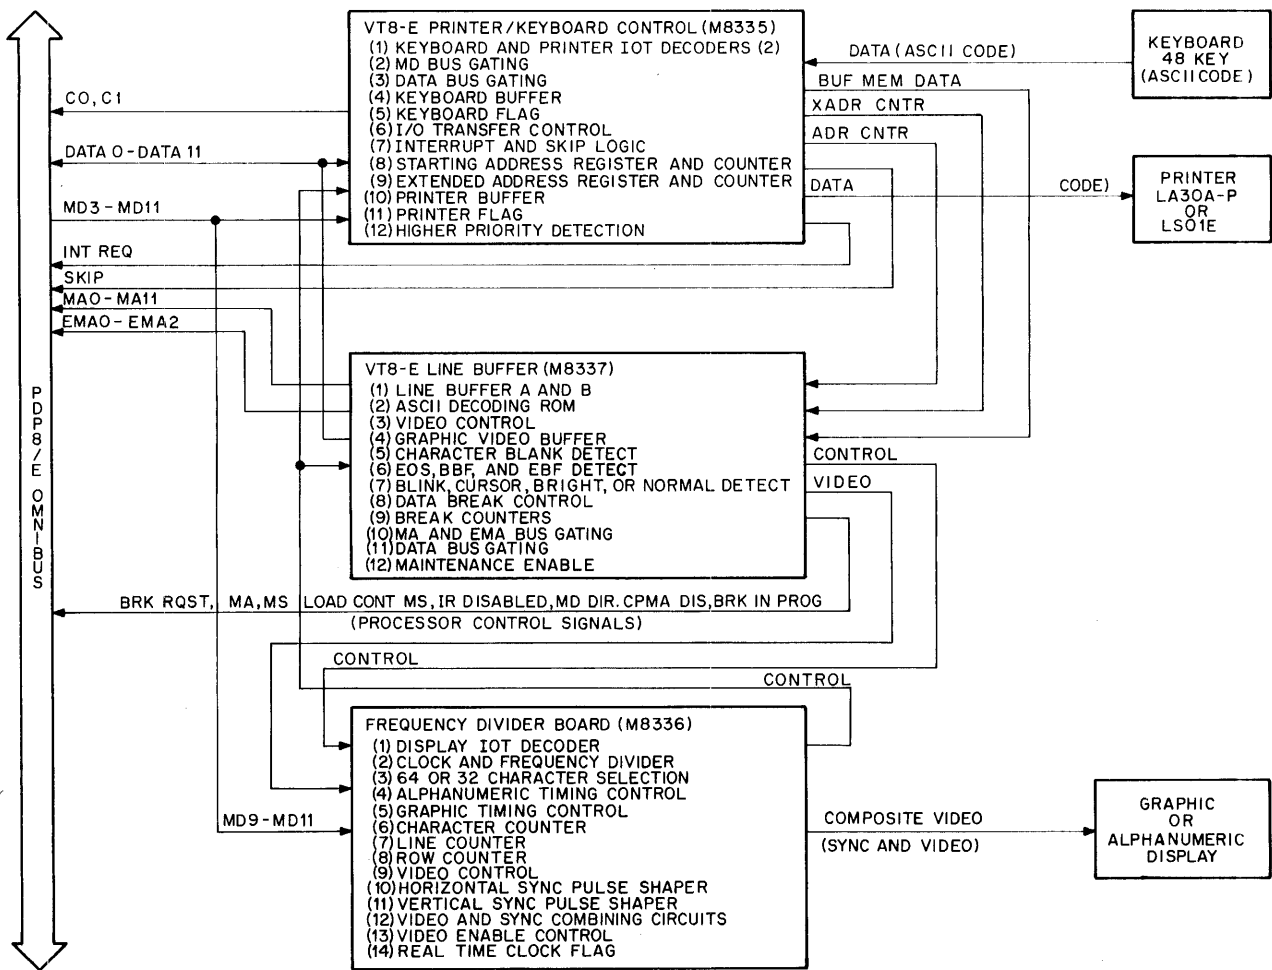 VT8-E PRINTER/KEYBOARD CONTROL (M8335)
(1) KEYBOARD AND PRINTER IOT DECODERS (2)
(2) MD BUS GATING
(3) DATA BUS GATING
(4) KEYBOARD BUFFER
(5) KEYBOARD FLAG
(6) I/O TRANSFER CONTROL
(7) INTERRUPT AND SKIP LOGIC
(8) STARTING ADDRESS REGISTER AND COUNTER
(9) EXTENDED ADDRESS REGISTER AND COUNTER
(10) PRINTER BUFFER
(11) PRINTER FLAG
(12) HIGHER PRIORITY DETECTION
DATA (ASCII CODE)
BUF MEM DATA
XADR CNTR
ADR CNTR
DATA
CODE)
KEYBOARD
48 KEY
(ASCII CODE)
PRINTER
LA30A-P
OR
LS01E
C0, C1
DATA 0 - DATA 11
MD3 - MD11
INT REQ
SKIP
MA0 - MA11
EMA0 - EMA2
PDP8/E OMNIBUS
VT8-E LINE BUFFER (M8337)
(1) LINE BUFFER A AND B
(2) ASCII DECODING ROM
(3) VIDEO CONTROL
(4) GRAPHIC VIDEO BUFFER
(5) CHARACTER BLANK DETECT
(6) EOS, BBF, AND EBF DETECT
(7) BLINK, CURSOR, BRIGHT, OR NORMAL DETECT
(8) DATA BREAK CONTROL
(9) BREAK COUNTERS
(10) MA AND EMA BUS GATING
(11) DATA BUS GATING
(12) MAINTENANCE ENABLE
CONTROL
VIDEO
BRK RQST, MA, MS LOAD CONT MS, IR DISABLED, MD DIR. CPMA DIS, BRK IN PROG
(PROCESSOR CONTROL SIGNALS)
CONTROL
CONTROL
FREQUENCY DIVIDER BOARD (M8336)
(1) DISPLAY IOT DECODER
(2) CLOCK AND FREQUENCY DIVIDER
(3) 64 OR 32 CHARACTER SELECTION
(4) ALPHANUMERIC TIMING CONTROL
(5) GRAPHIC TIMING CONTROL
(6) CHARACTER COUNTER
(7) LINE COUNTER
(8) ROW COUNTER
(9) VIDEO CONTROL
(10) HORIZONTAL SYNC PULSE SHAPER
(11) VERTICAL SYNC PULSE SHAPER
(12) VIDEO AND SYNC COMBINING CIRCUITS
(13) VIDEO ENABLE CONTROL
(14) REAL TIME CLOCK FLAG
MD9-MD11
COMPOSITE VIDEO
(SYNC AND VIDEO)
GRAPHIC
OR
ALPHANUMERIC
DISPLAY